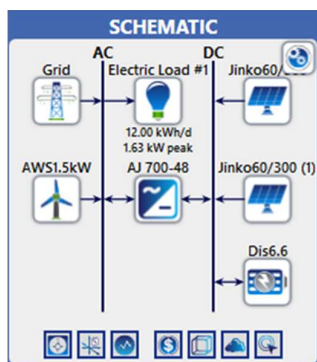 SCHEMATIC
AC
DC
Grid
Electric Load #1
Jinko60/
12.00 kWh/d
1.63 kW peak
AWS1.5kW
AJ 700-48
Jinko60/300 (1)
Dis6.6